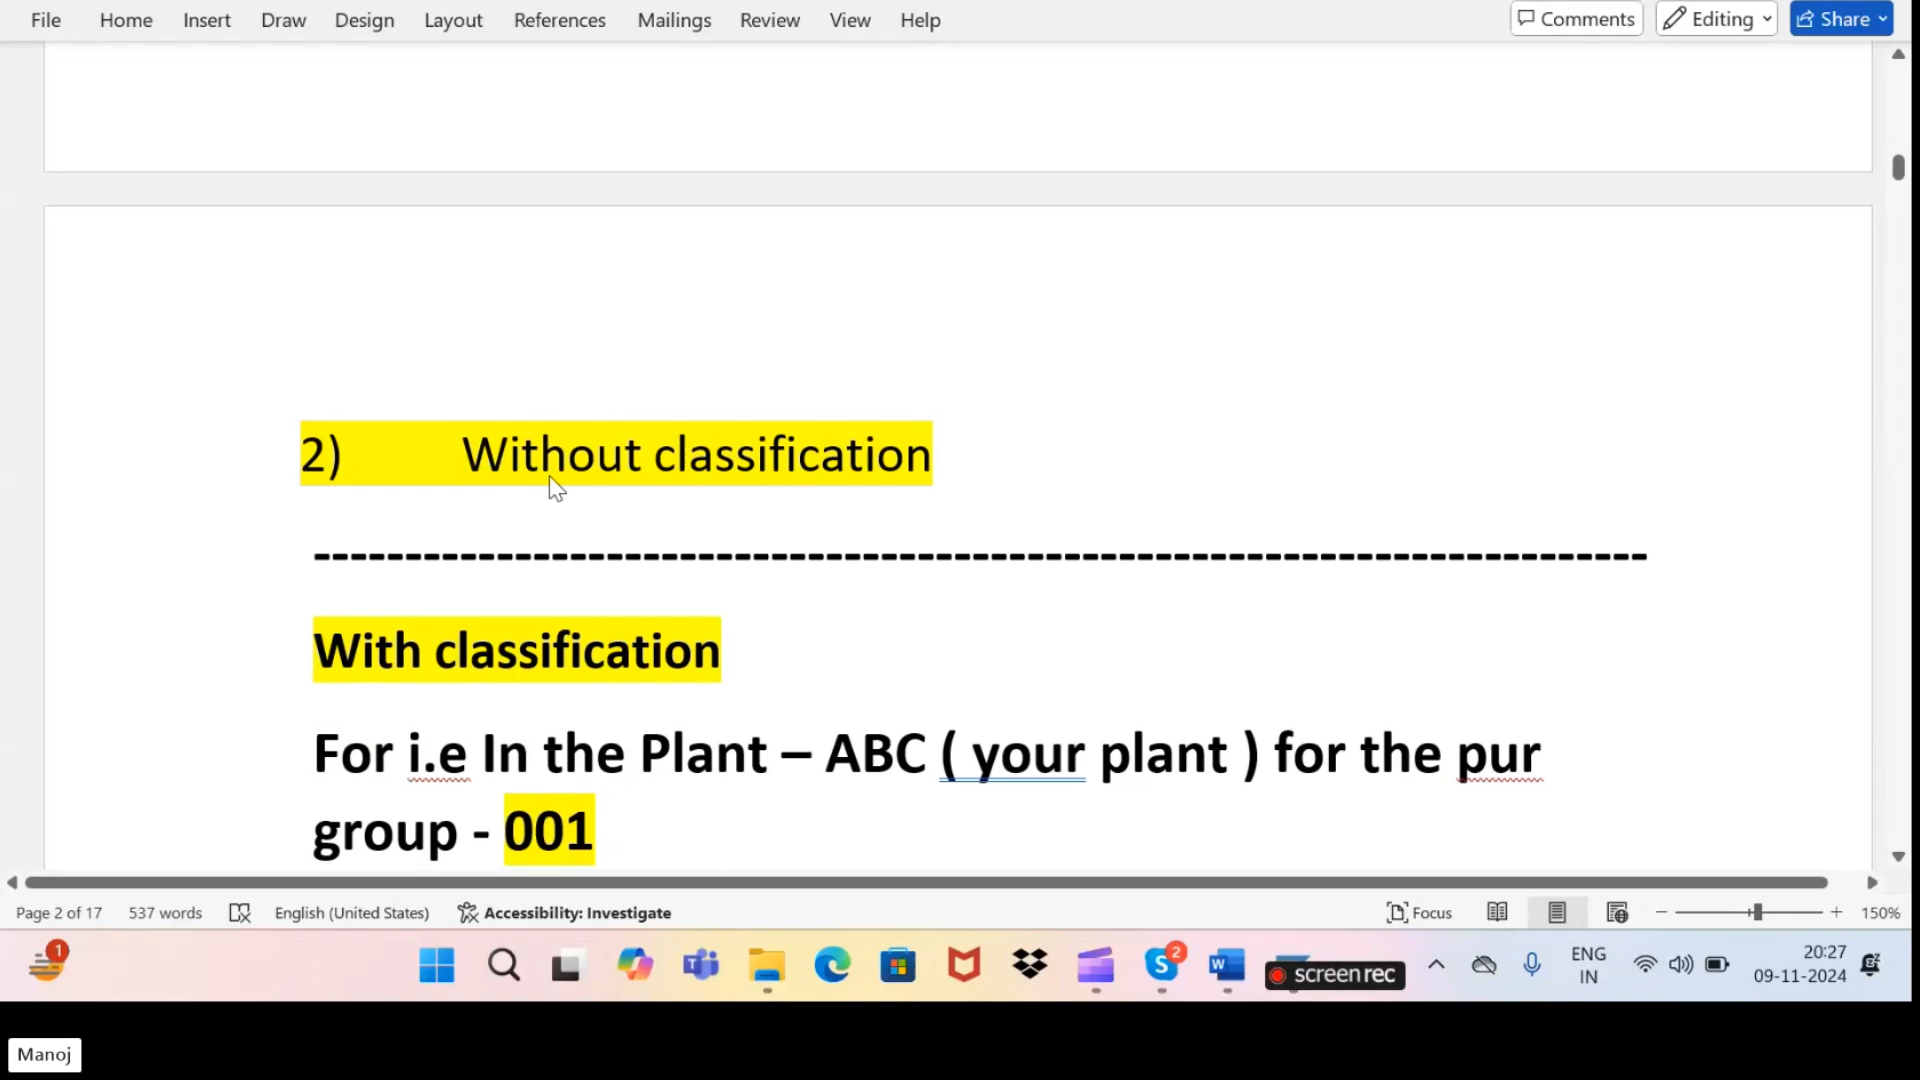 File Home Insert Draw Design Layout References Mailings Review View Help Comments Editing Share
2) Without classification
--------------------------------------------------------------------------
With classification
For i.e In the Plant – ABC ( your plant ) for the pur
group - 001
Page 2 of 17 537 words English (United States) Accessibility: Investigate Focus 150%
1 2 screenrec ENG IN 20:27 09-11-2024
Manoj